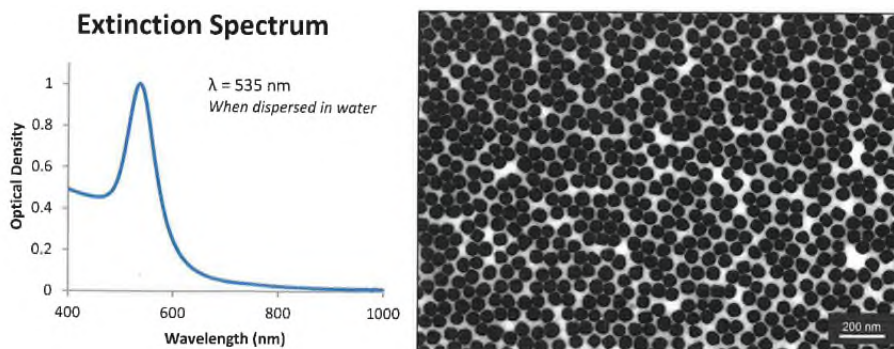 Extinction Spectrum
λ = 535 nm
When dispersed in water
Optical Density
1
0.8
0.6
0.4
0.2
0
400
600
800
1000
Wavelength (nm)
200 nm